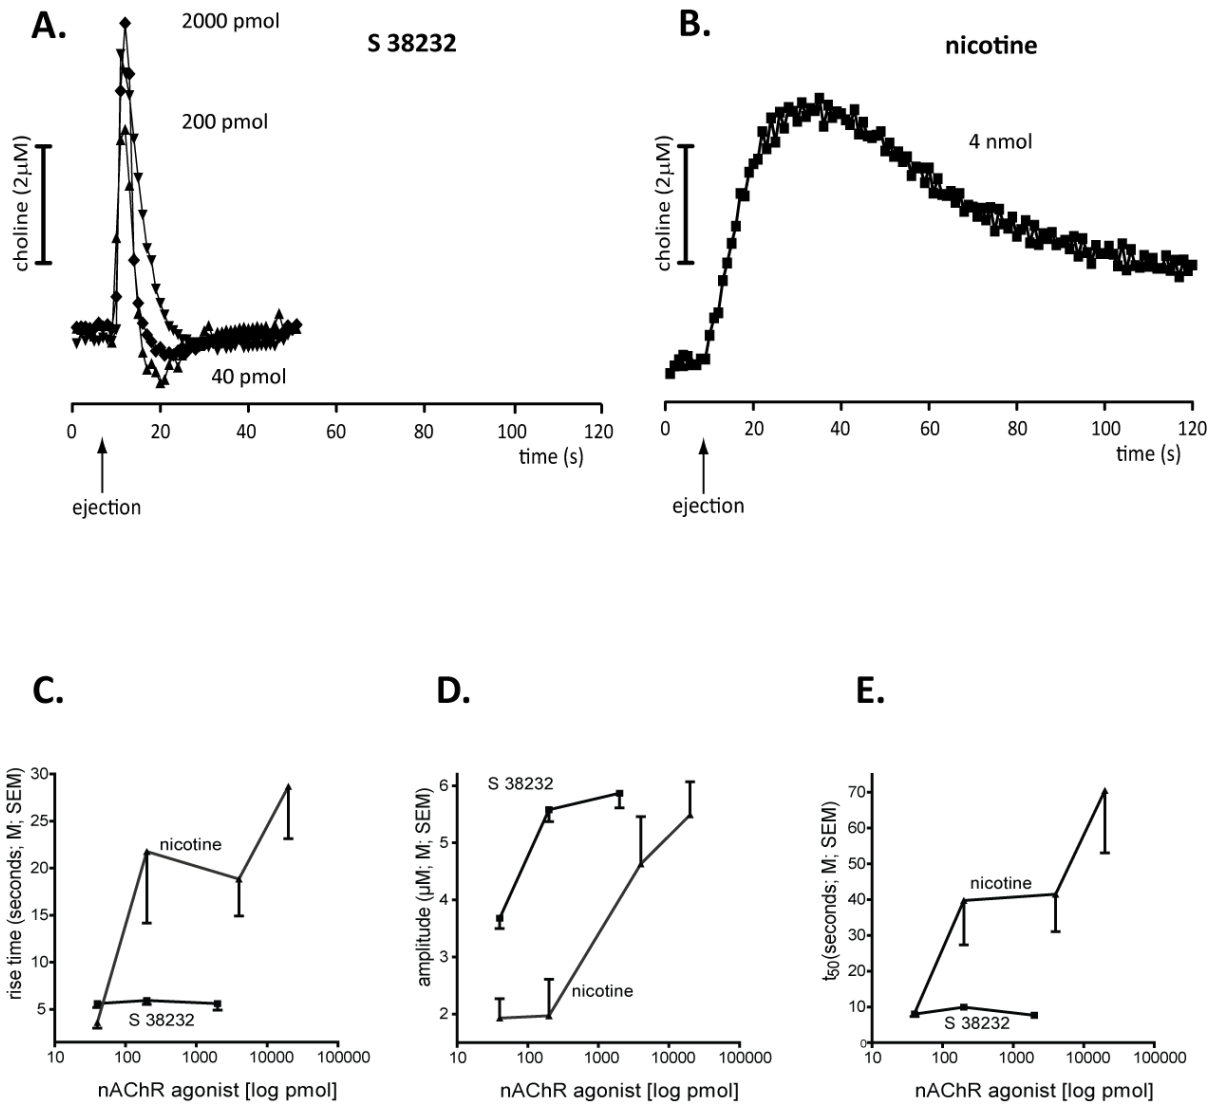 A.
2000 pmol
S 38232
200 pmol
choline (2µM)
40 pmol
0 20 40 60 80 100 120
time (s)
ejection
B.
nicotine
4 nmol
choline (2µM)
0 20 40 60 80 100 120
time (s)
ejection
C.
rise time (seconds; M; SEM)
30
25
20
15
10
5
nicotine
S 38232
10 100 1000 10000 100000
nAChR agonist [log pmol]
D.
amplitude (µM; M; SEM)
6
5
4
3
2
S 38232
nicotine
10 100 1000 10000 100000
nAChR agonist [log pmol]
E.
t50(seconds; M; SEM)
70
60
50
40
30
20
10
0
nicotine
S 38232
10 100 1000 10000 100000
nAChR agonist [log pmol]